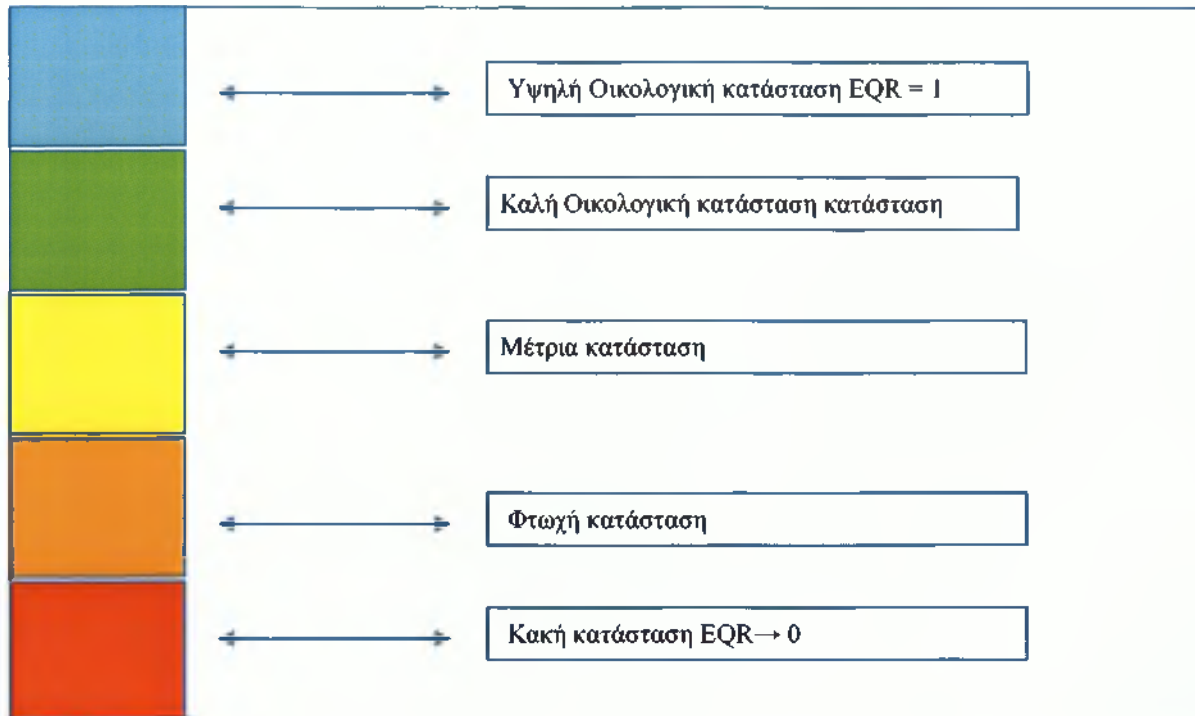 Υψηλή Οικολογική κατάσταση EQR = 1
Καλή Οικολογική κατάσταση κατάσταση
Μέτρια κατάσταση
Φτωχή κατάσταση
Κακή κατάσταση EQR→ 0